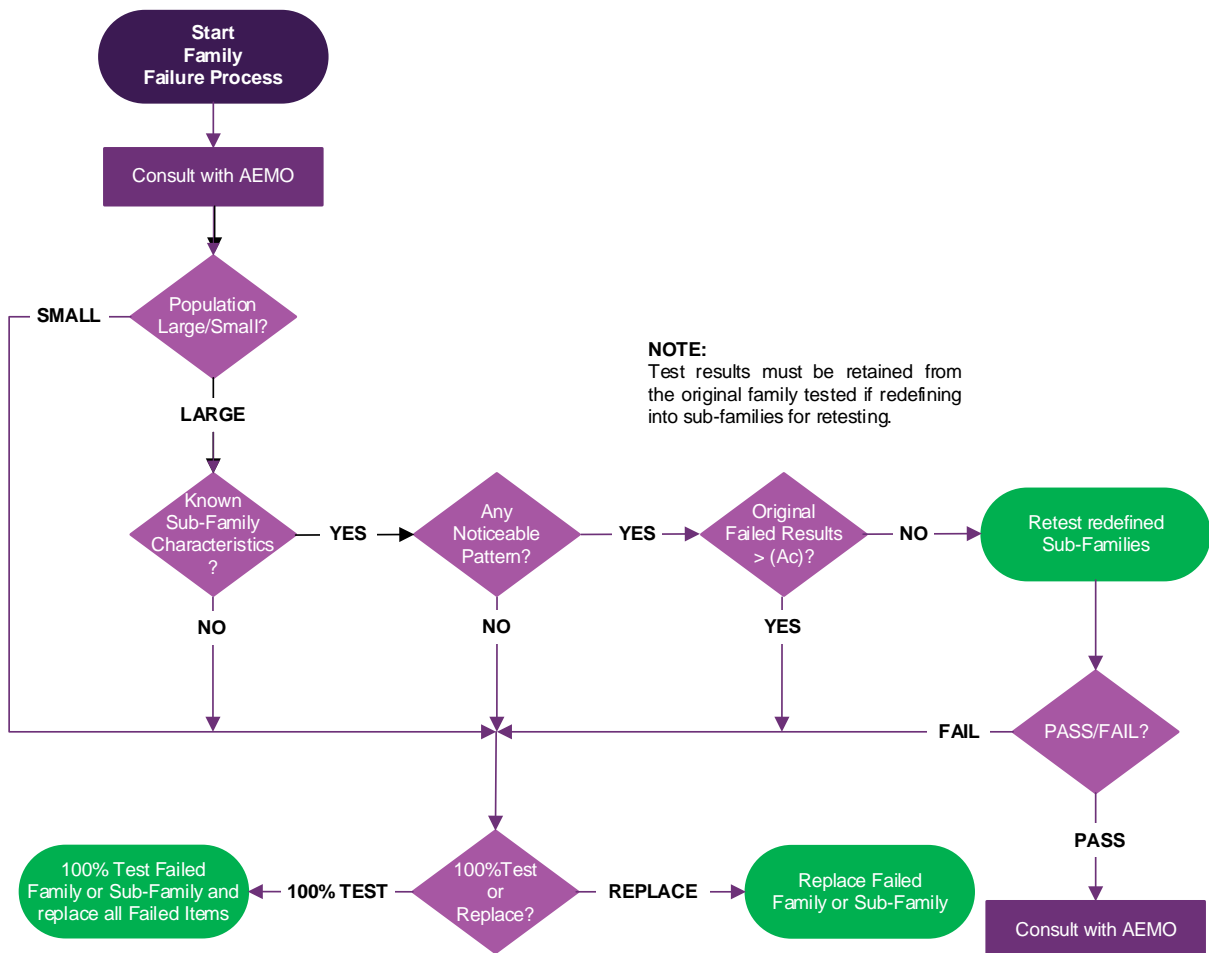 Start
Family
Failure Process
Consult with AEMO
Population
Large/Small?
SMALL
LARGE
NOTE:
Test results must be retained from
the original family tested if redefining
into sub-families for retesting.
Known
Sub-Family
Characteristics
?
YES
Any
Noticeable
Pattern?
YES
Original
Failed Results
> (Ac)?
NO
Retest redefined
Sub-Families
NO
NO
YES
FAIL
PASS/FAIL?
PASS
100% Test Failed
Family or Sub-Family and
replace all Failed Items
100% TEST
100%Test
or
Replace?
REPLACE
Replace Failed
Family or Sub-Family
Consult with AEMO